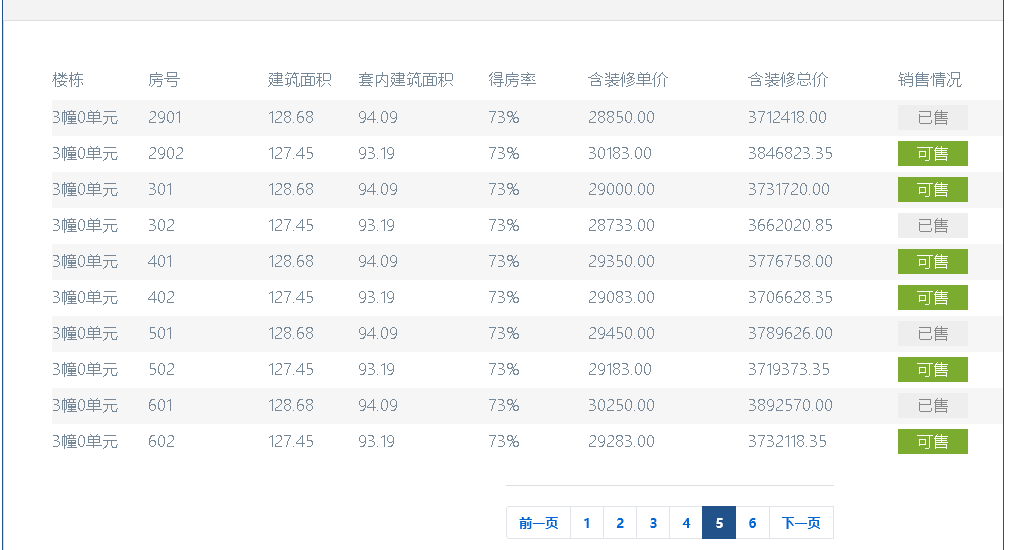 楼栋 房号 建筑面积 套内建筑面积 得房率 含装修单价 含装修总价 销售情况
3幢0单元 2901 128.68 94.09 73% 28850.00 3712418.00 已售
3幢0单元 2902 127.45 93.19 73% 30183.00 3846823.35 可售
3幢0单元 301 128.68 94.09 73% 29000.00 3731720.00 可售
3幢0单元 302 127.45 93.19 73% 28733.00 3662020.85 已售
3幢0单元 401 128.68 94.09 73% 29350.00 3776758.00 可售
3幢0单元 402 127.45 93.19 73% 29083.00 3706628.35 可售
3幢0单元 501 128.68 94.09 73% 29450.00 3789626.00 已售
3幢0单元 502 127.45 93.19 73% 29183.00 3719373.35 可售
3幢0单元 601 128.68 94.09 73% 30250.00 3892570.00 已售
3幢0单元 602 127.45 93.19 73% 29283.00 3732118.35 可售
前一页 1 2 3 4 5 6 下一页